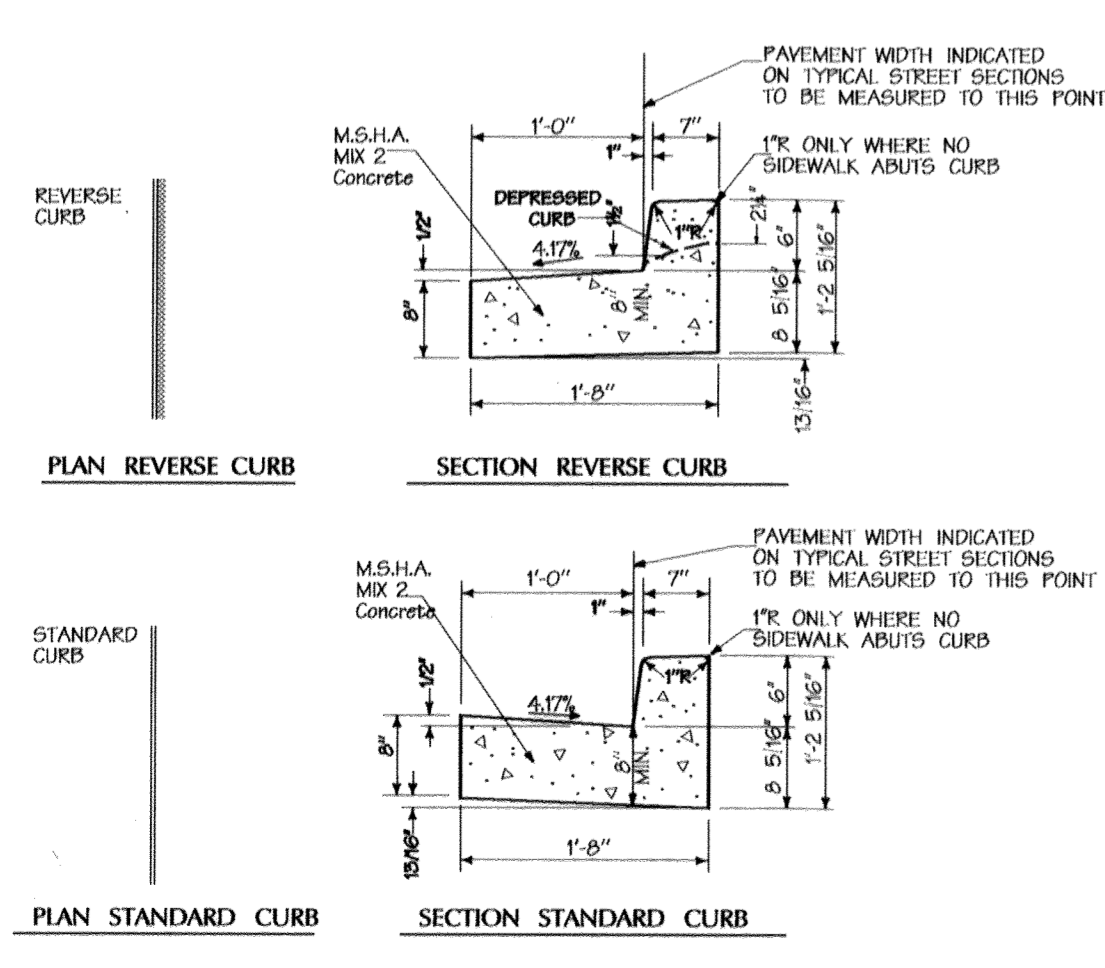 PAVEMENT WIDTH INDICATED
ON TYPICAL STREET SECTIONS
TO BE MEASURED TO THIS POINT
1'-0"
7"
M.S.H.A.
MIX 2
Concrete
1"
1"R ONLY WHERE NO
SIDEWALK ABUTS CURB
REVERSE
CURB
DEPRESSED
CURB
1½"
1"R
2¼"
6"
1/2"
4.17%
8"
8"
MIN.
8 5/16"
1'-2 5/16"
1'-8"
13/16"
PLAN REVERSE CURB
SECTION REVERSE CURB
PAVEMENT WIDTH INDICATED
ON TYPICAL STREET SECTIONS
TO BE MEASURED TO THIS POINT
M.S.H.A.
MIX 2
Concrete
1'-0"
7"
1"
1"R ONLY WHERE NO
SIDEWALK ABUTS CURB
STANDARD
CURB
1/2"
1"R
6"
4.17%
8"
8"
MIN.
8 5/16"
1'-2 5/16"
13/16"
1'-8"
PLAN STANDARD CURB
SECTION STANDARD CURB